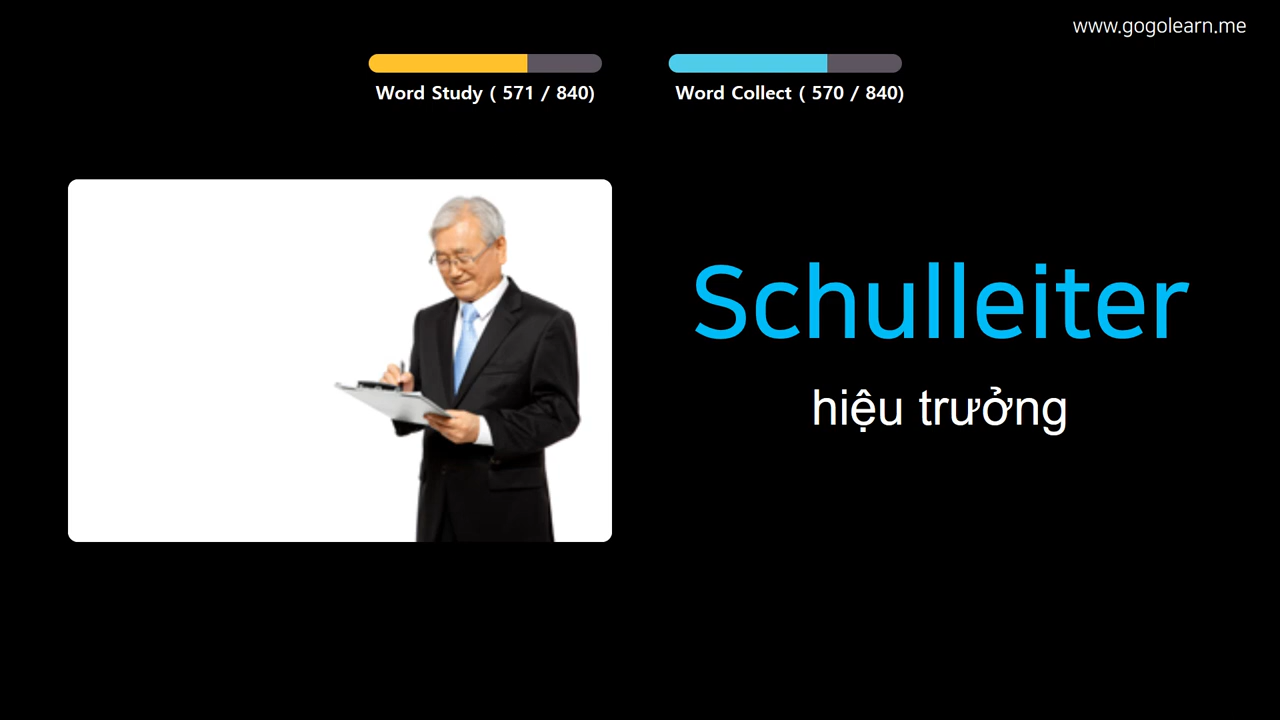 www.gogolearn.me
Word Study ( 571 / 840)
Word Collect ( 570 / 840)
Schulleiter
hiệu trưởng